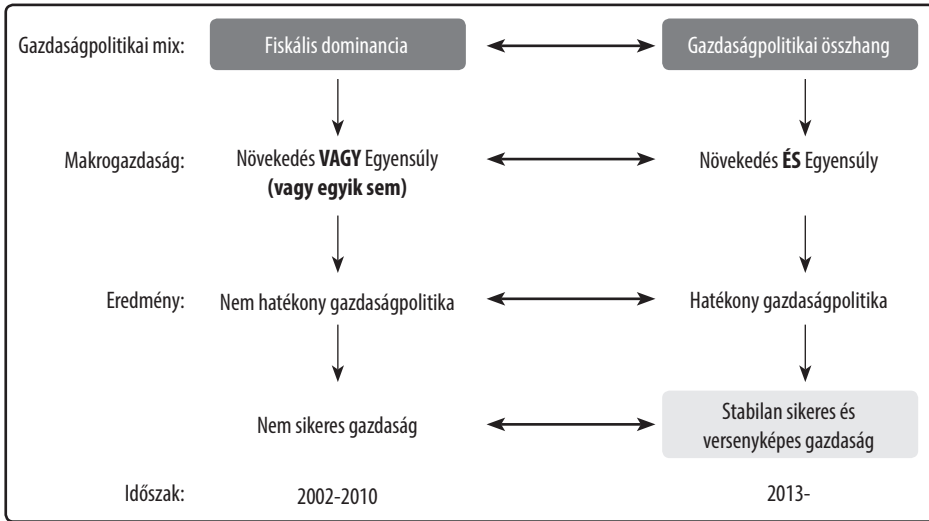 Gazdaságpolitikai mix: Fiskális dominancia Gazdaságpolitikai összhang
Makrogazdaság: Növekedés VAGY Egyensúly Növekedés ÉS Egyensúly
(vagy egyik sem)
Eredmény: Nem hatékony gazdaságpolitika Hatékony gazdaságpolitika
Nem sikeres gazdaság Stabilan sikeres és
versenyképes gazdaság
Időszak: 2002-2010 2013-